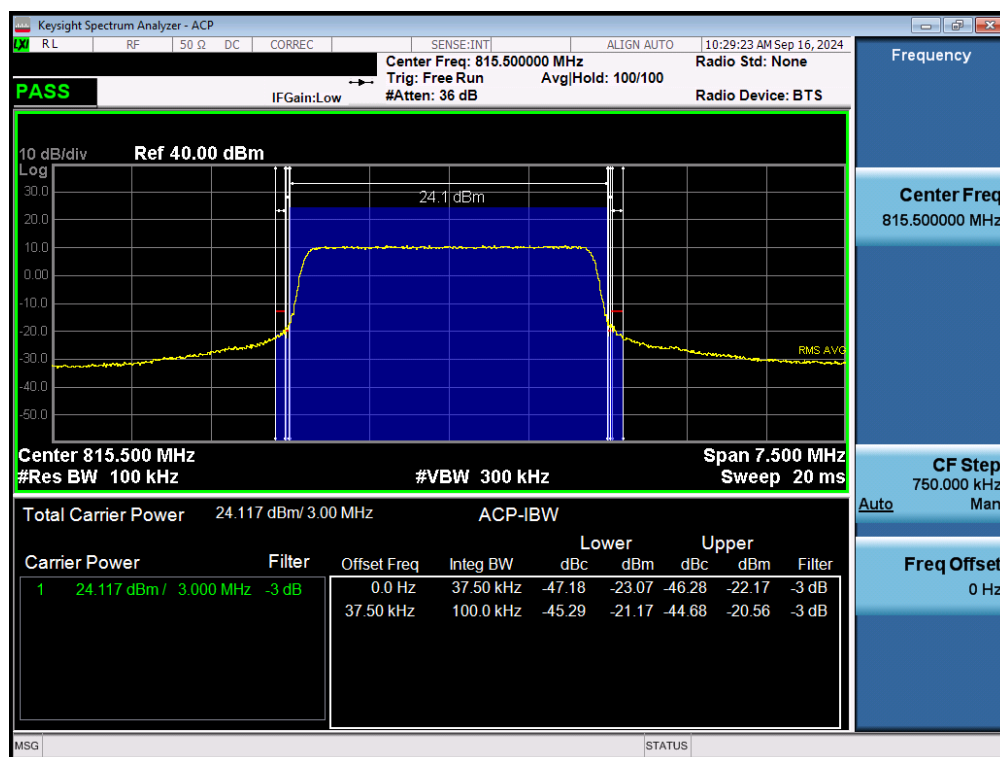 Keysight Spectrum Analyzer - ACP
LXI RL RF 50 Ω DC CORREC SENSE:INT ALIGN AUTO 10:29:23 AM Sep 16, 2024
Center Freq: 815.500000 MHz Radio Std: None
Trig: Free Run Avg|Hold: 100/100
PASS IFGain:Low #Atten: 36 dB Radio Device: BTS
10 dB/div Ref 40.00 dBm
Log
30.0
24.1 dBm
20.0
10.0
0.00
-10.0
-20.0
-30.0
RMS AVG
-40.0
-50.0
Center 815.500 MHz Span 7.500 MHz
#Res BW 100 kHz #VBW 300 kHz Sweep 20 ms
Total Carrier Power 24.117 dBm/ 3.00 MHz ACP-IBW
Lower Upper
Carrier Power Filter Offset Freq Integ BW dBc dBm dBc dBm Filter
1 24.117 dBm / 3.000 MHz -3 dB 0.0 Hz 37.50 kHz -47.18 -23.07 -46.28 -22.17 -3 dB
37.50 kHz 100.0 kHz -45.29 -21.17 -44.68 -20.56 -3 dB
MSG STATUS
Frequency
Center Freq
815.500000 MHz
CF Step
750.000 kHz
Auto Man
Freq Offset
0 Hz